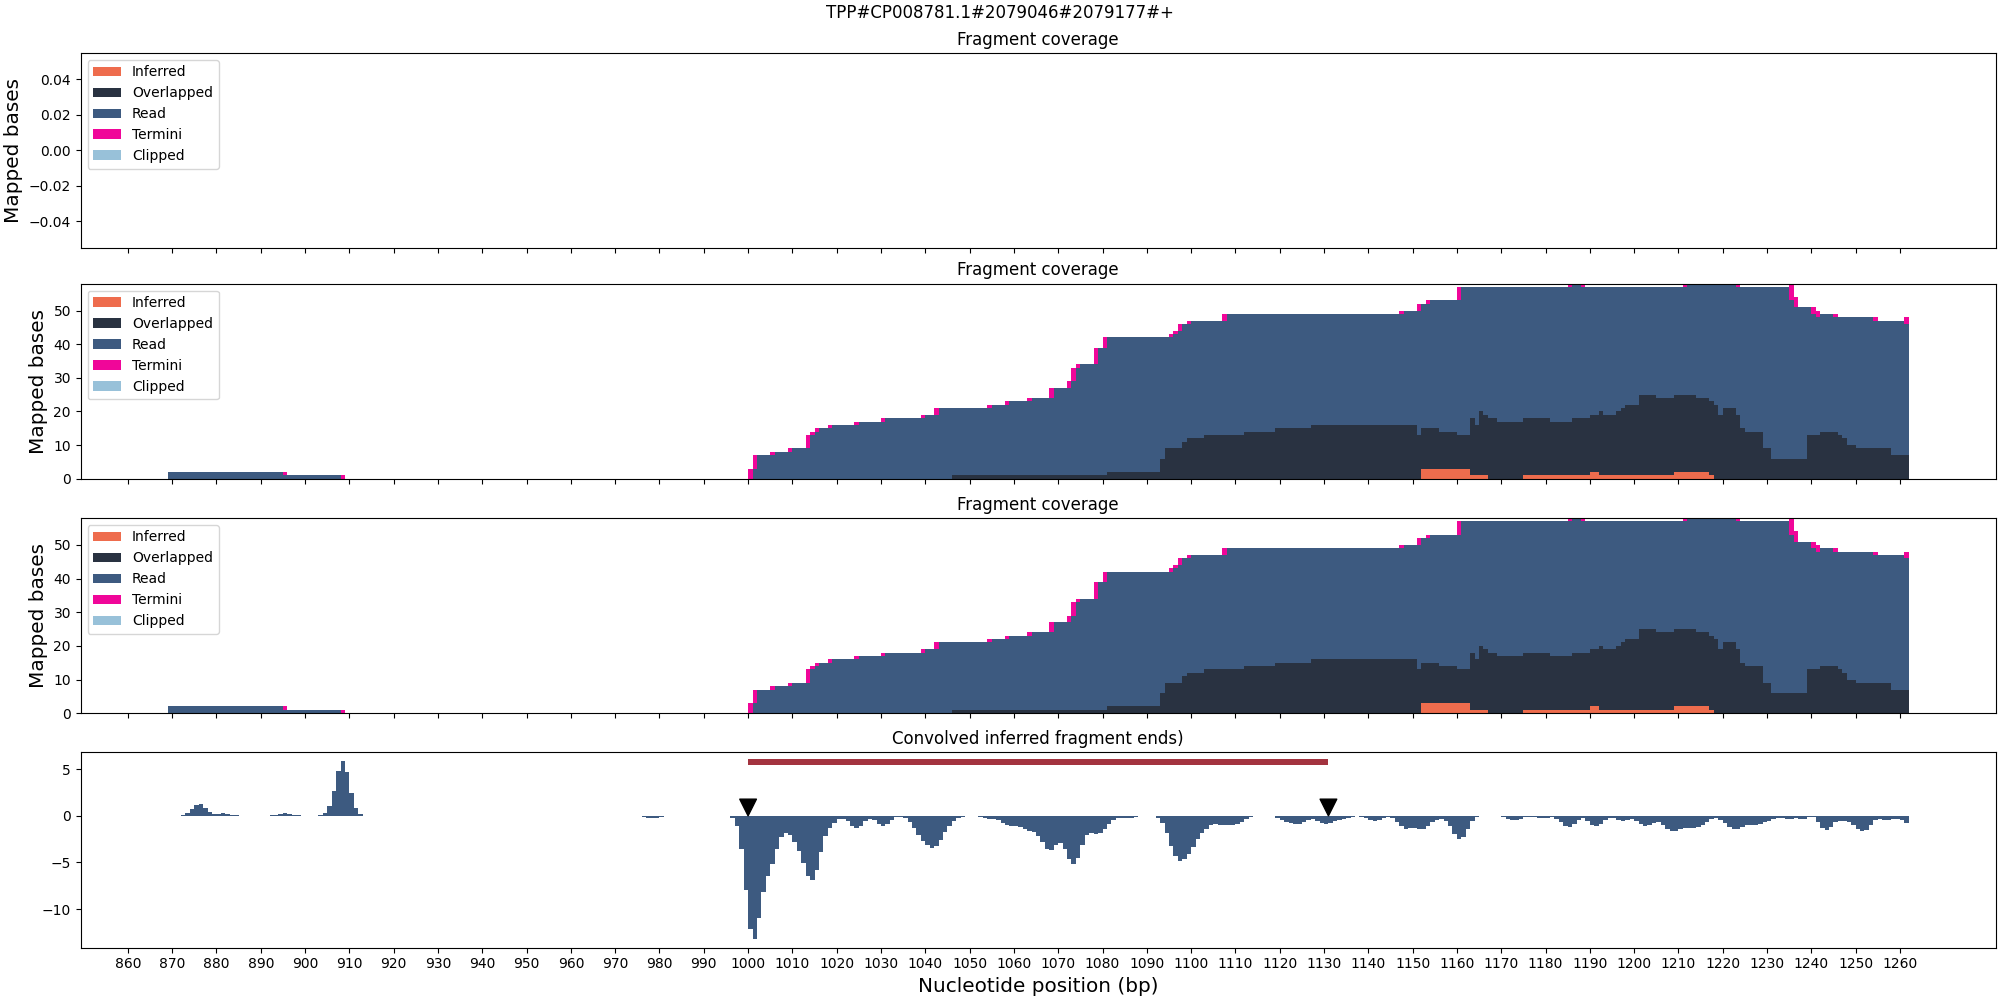 TPP#CP008781.1#2079046#2079177#+
Fragment coverage
Mapped bases
0.04
0.02
0.00
−0.02
−0.04
Inferred
Overlapped
Read
Termini
Clipped
Fragment coverage
Mapped bases
50
40
30
20
10
0
Inferred
Overlapped
Read
Termini
Clipped
Fragment coverage
Mapped bases
50
40
30
20
10
0
Inferred
Overlapped
Read
Termini
Clipped
Convolved inferred fragment ends)
5
0
−5
−10
860 870 880 890 900 910 920 930 940 950 960 970 980 990 1000 1010 1020 1030 1040 1050 1060 1070 1080 1090 1100 1110 1120 1130 1140 1150 1160 1170 1180 1190 1200 1210 1220 1230 1240 1250 1260
Nucleotide position (bp)